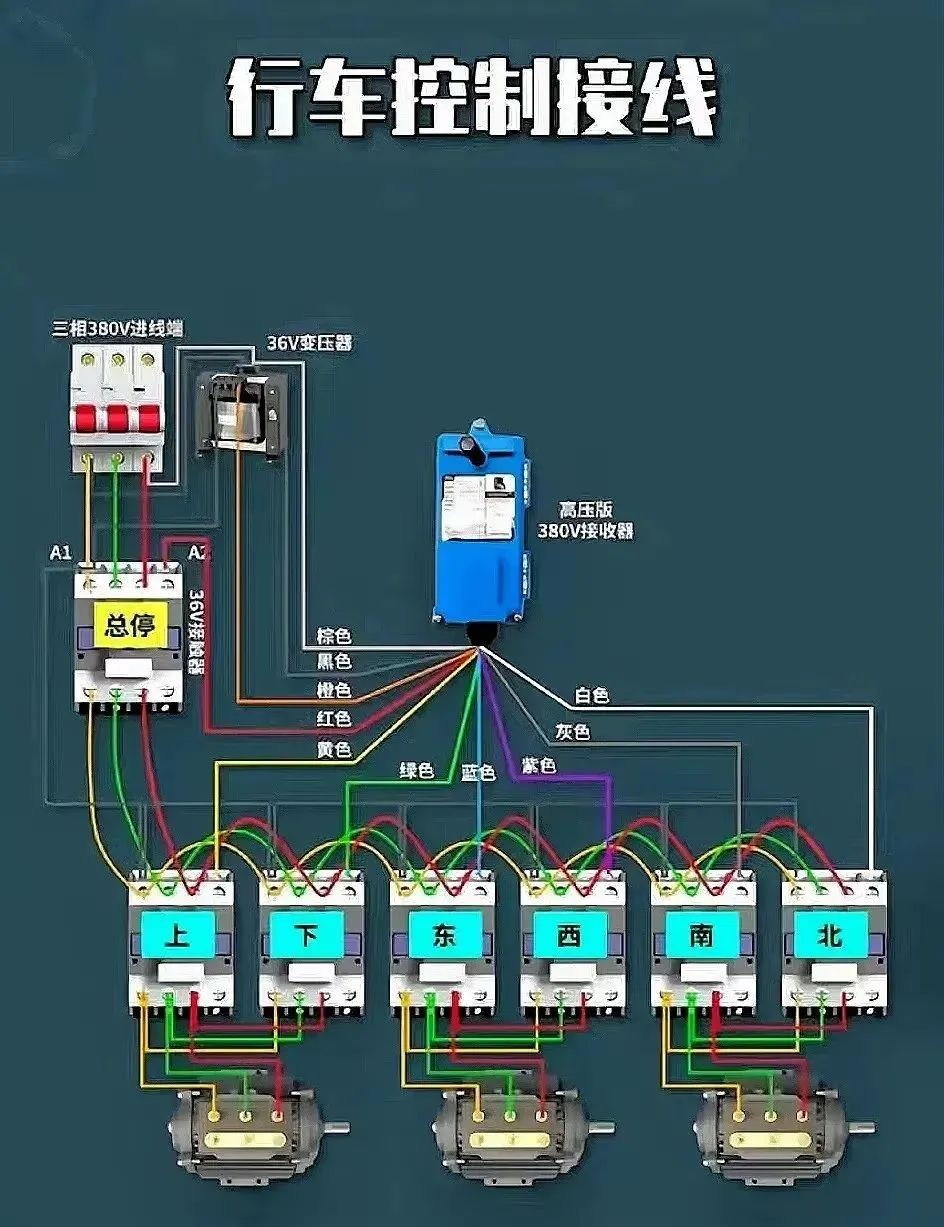 行车控制接线
三相380V进线端
36V变压器
高压版
380V接收器
A1
A2
总停
36V接触器
棕色
黑色
橙色
红色
黄色
绿色
蓝色
紫色
灰色
白色
上
下
东
西
南
北